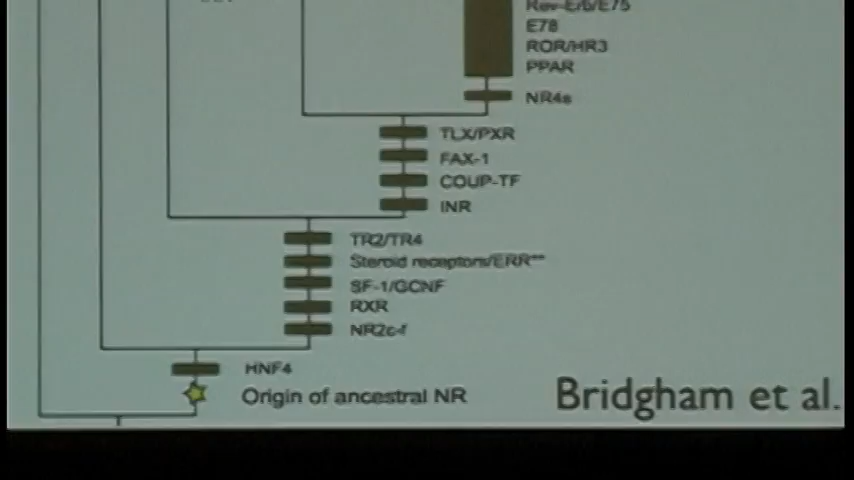 Rev-Erb/E75
E78
ROR/HR3
PPAR
NR4s
TLX/PXR
FAX-1
COUP-TF
INR
TR2/TR4
Steroid receptors/ERR**
SF-1/GCNF
RXR
NR2c-f
HNF4
Origin of ancestral NR
Bridgham et al.